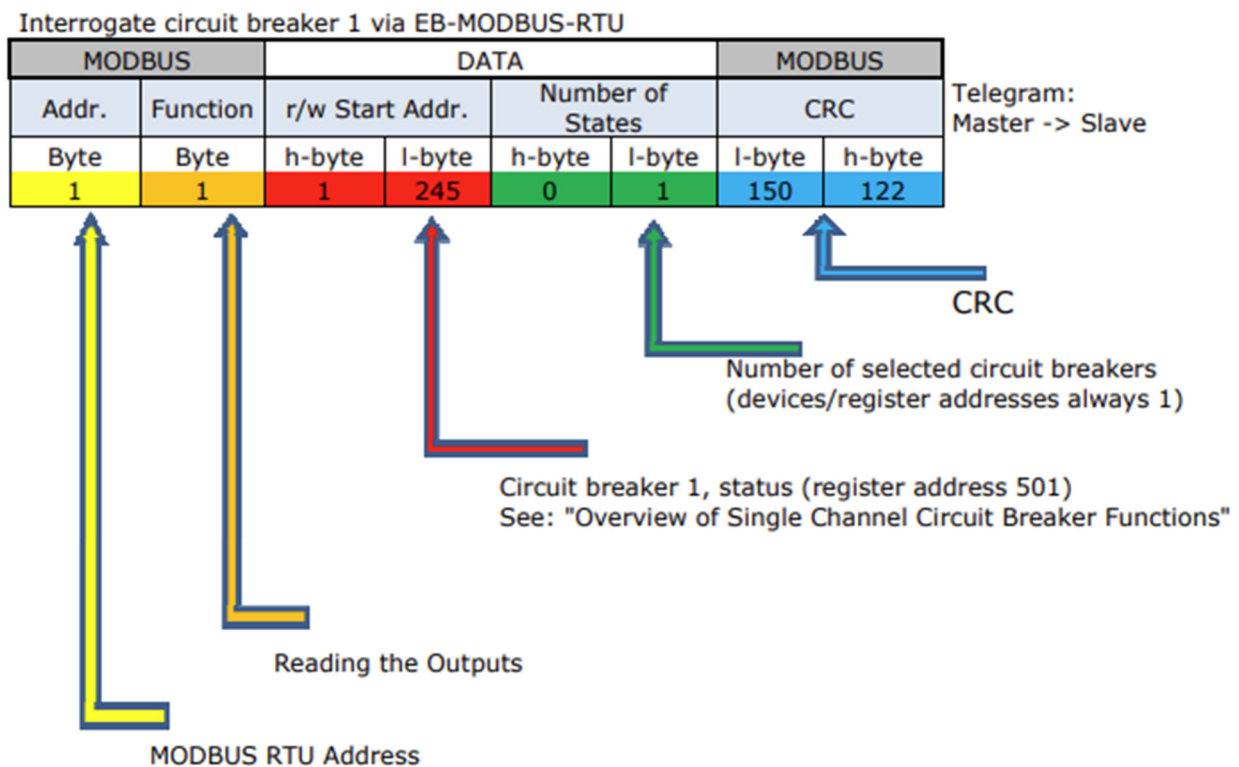 Interrogate circuit breaker 1 via EB-MODBUS-RTU
MODBUS DATA MODBUS
Addr. Function r/w Start Addr. Number of States CRC
Byte Byte h-byte l-byte h-byte l-byte l-byte h-byte
1 1 1 245 0 1 150 122
Telegram:
Master -> Slave
CRC
Number of selected circuit breakers
(devices/register addresses always 1)
Circuit breaker 1, status (register address 501)
See: "Overview of Single Channel Circuit Breaker Functions"
Reading the Outputs
MODBUS RTU Address